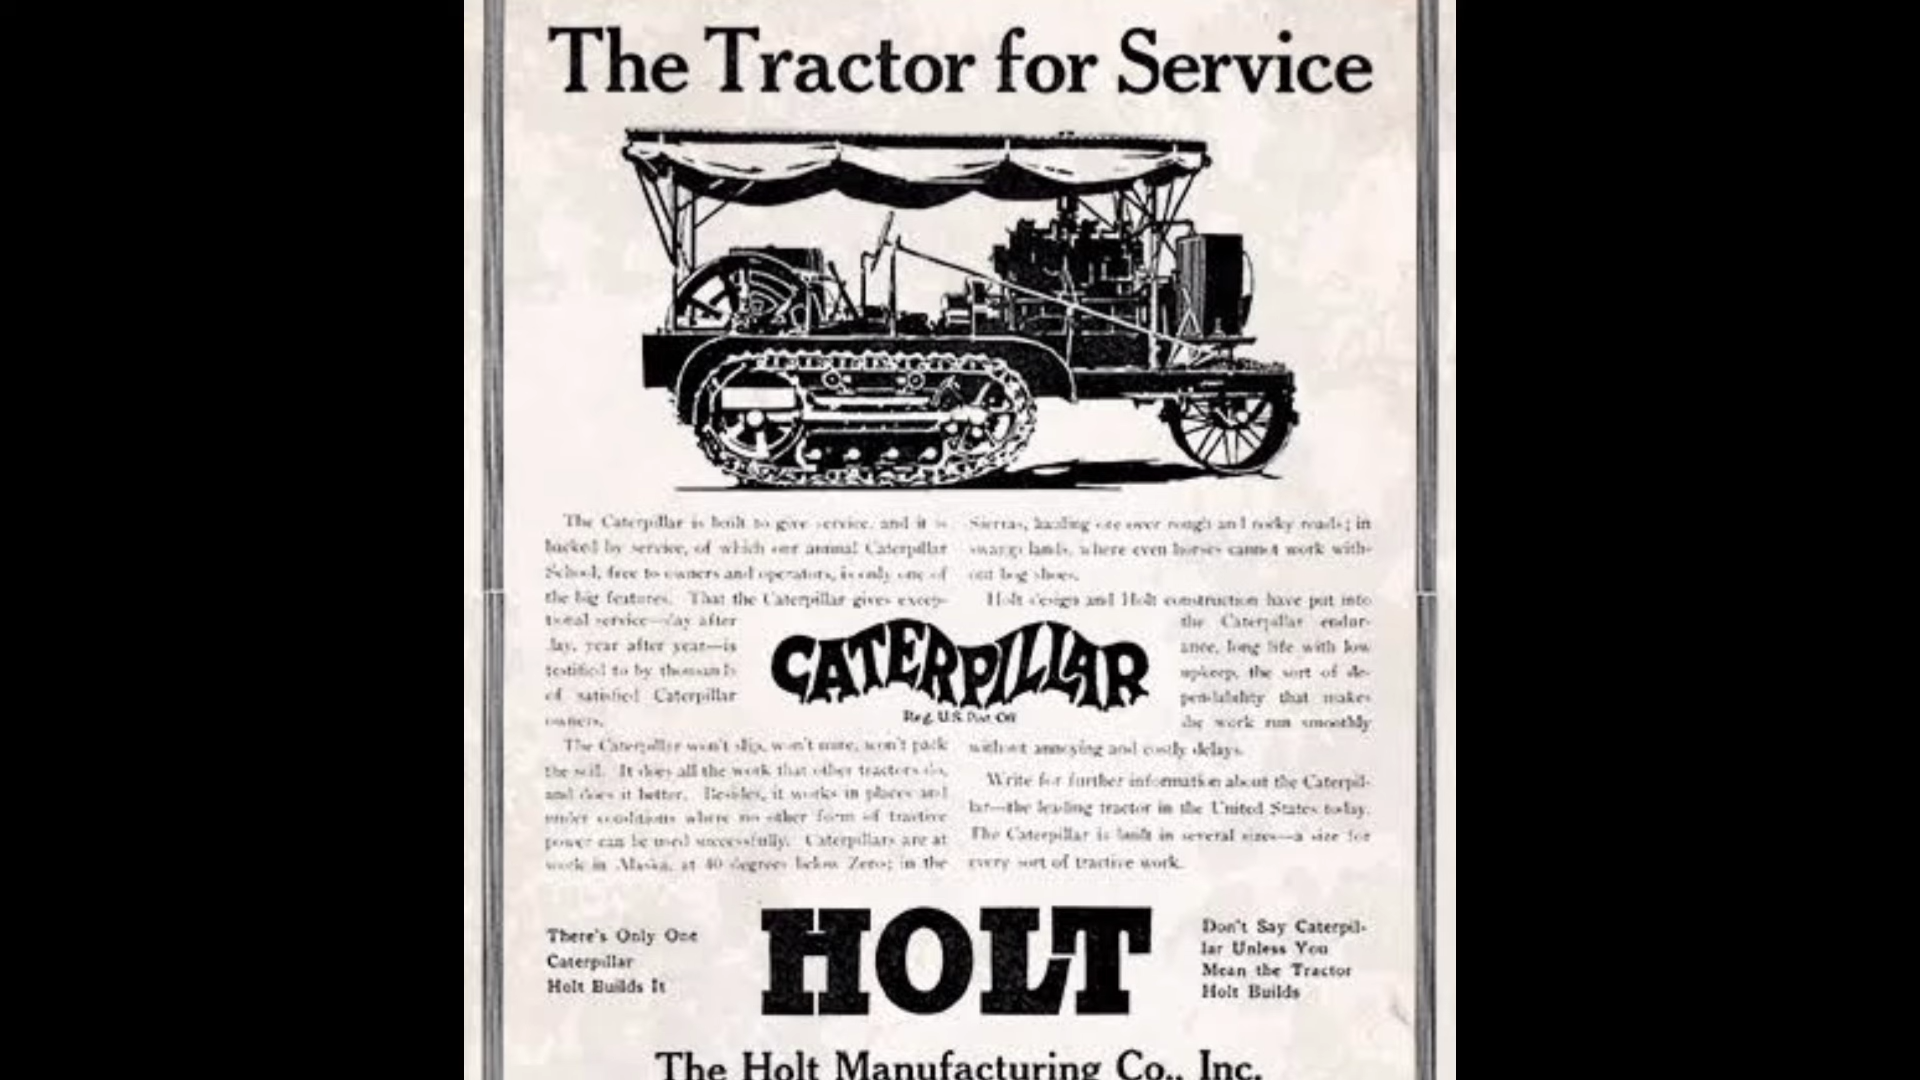 The Tractor for Service
The Caterpillar is built to give service, and it is
backed by service, of which our annual Caterpillar
School, free to owners and operators, is only one of
the big features. That the Caterpillar gives excep-
tional service—day after
day, year after year—is
testified to by thousands
of satisfied Caterpillar
owners.
The Caterpillar won't slip, won't mire, won't pack
the soil. It does all the work that other tractors do,
and does it better. Besides, it works in places and
under conditions where no other form of tractive
power can be used successfully. Caterpillars are at
work in Alaska, at 40 degrees below Zero; in the
Sierras, hauling ore over rough and rocky roads; in
swamp lands, where even horses cannot work with-
out bog shoes.
Holt design and Holt construction have put into
the Caterpillar endur-
ance, long life with low
upkeep, the sort of de-
pendability that makes
the work run smoothly
without annoying and costly delays.
Write for further information about the Caterpil-
lar—the leading tractor in the United States today.
The Caterpillar is built in several sizes—a size for
every sort of tractive work.
CATERPILLAR
Reg. U.S. Pat. Off
There's Only One
Caterpillar
Holt Builds It
HOLT
Don't Say Caterpil-
lar Unless You
Mean the Tractor
Holt Builds
The Holt Manufacturing Co., Inc.